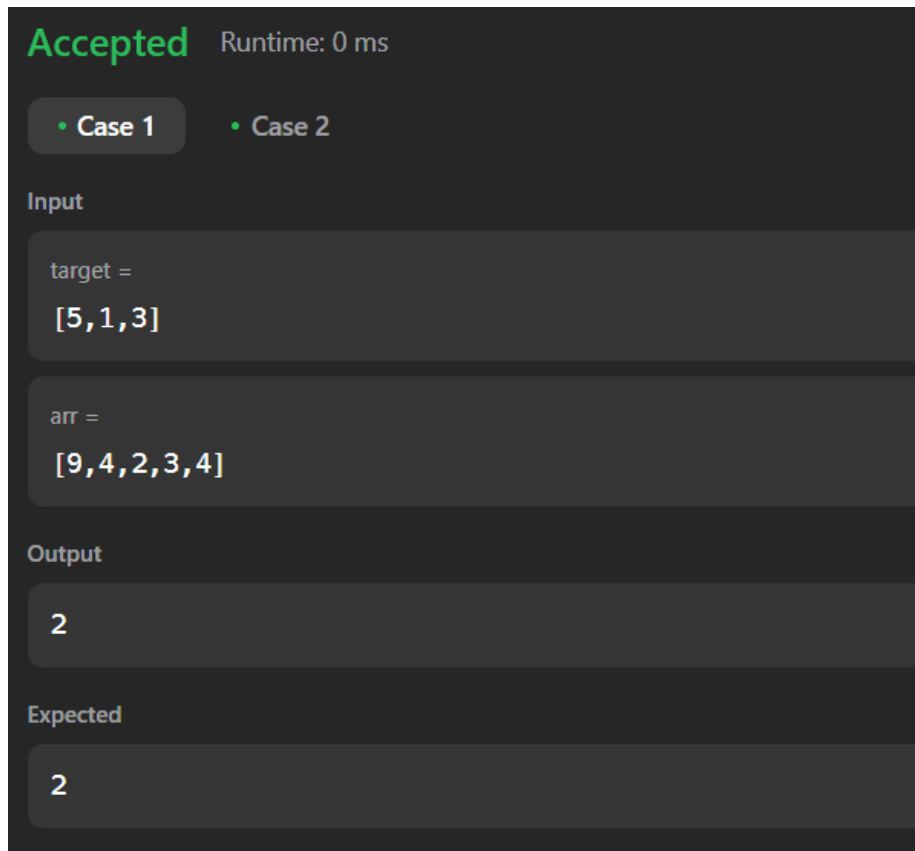 Accepted Runtime: 0 ms
• Case 1 • Case 2
Input
target =
[5,1,3]
arr =
[9,4,2,3,4]
Output
2
Expected
2